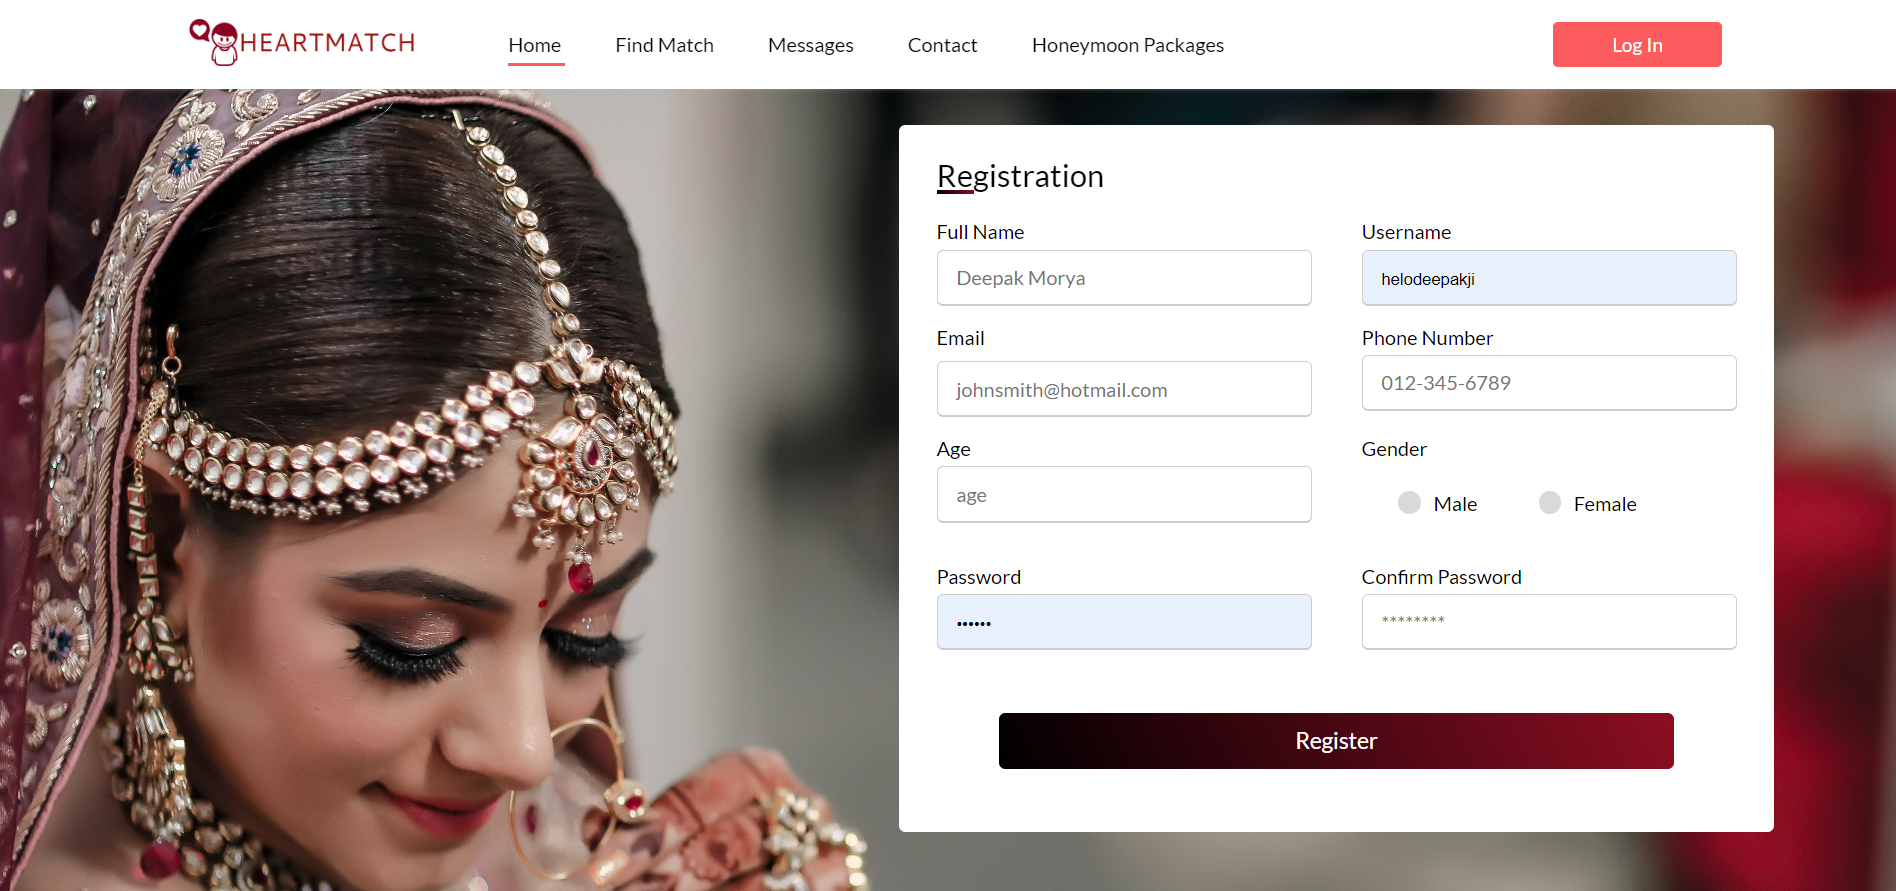 HEARTMATCH
Home Find Match Messages Contact Honeymoon Packages Log In
Registration
Full Name Username
Deepak Morya helodeepakji
Email Phone Number
johnsmith@hotmail.com 012-345-6789
Age Gender
age Male Female
Password Confirm Password
•••••• ********
Register